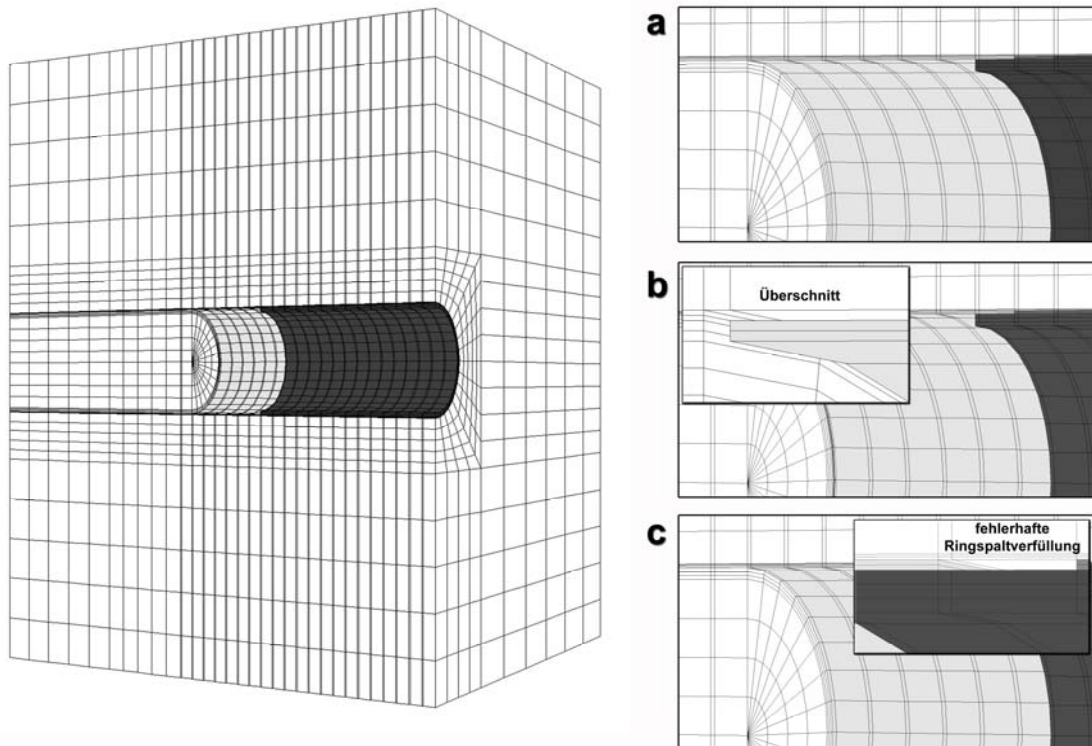 a
b
Überschnitt
c
fehlerhafte
Ringspaltverfüllung